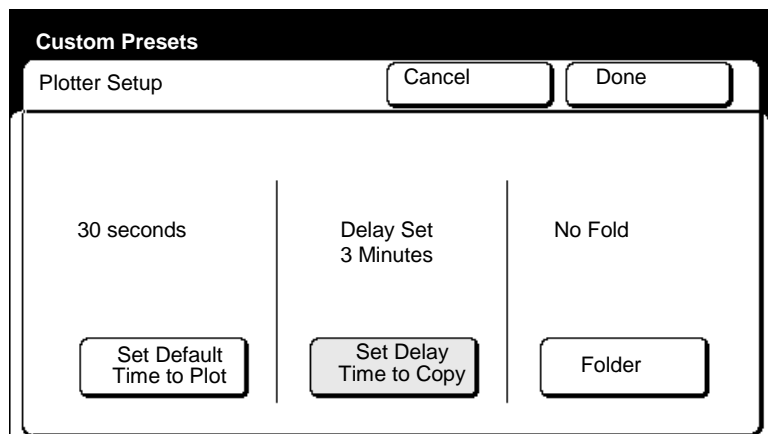 Custom Presets
Plotter Setup
Cancel
Done
30 seconds
Delay Set
3 Minutes
No Fold
Set Default
Time to Plot
Set Delay
Time to Copy
Folder